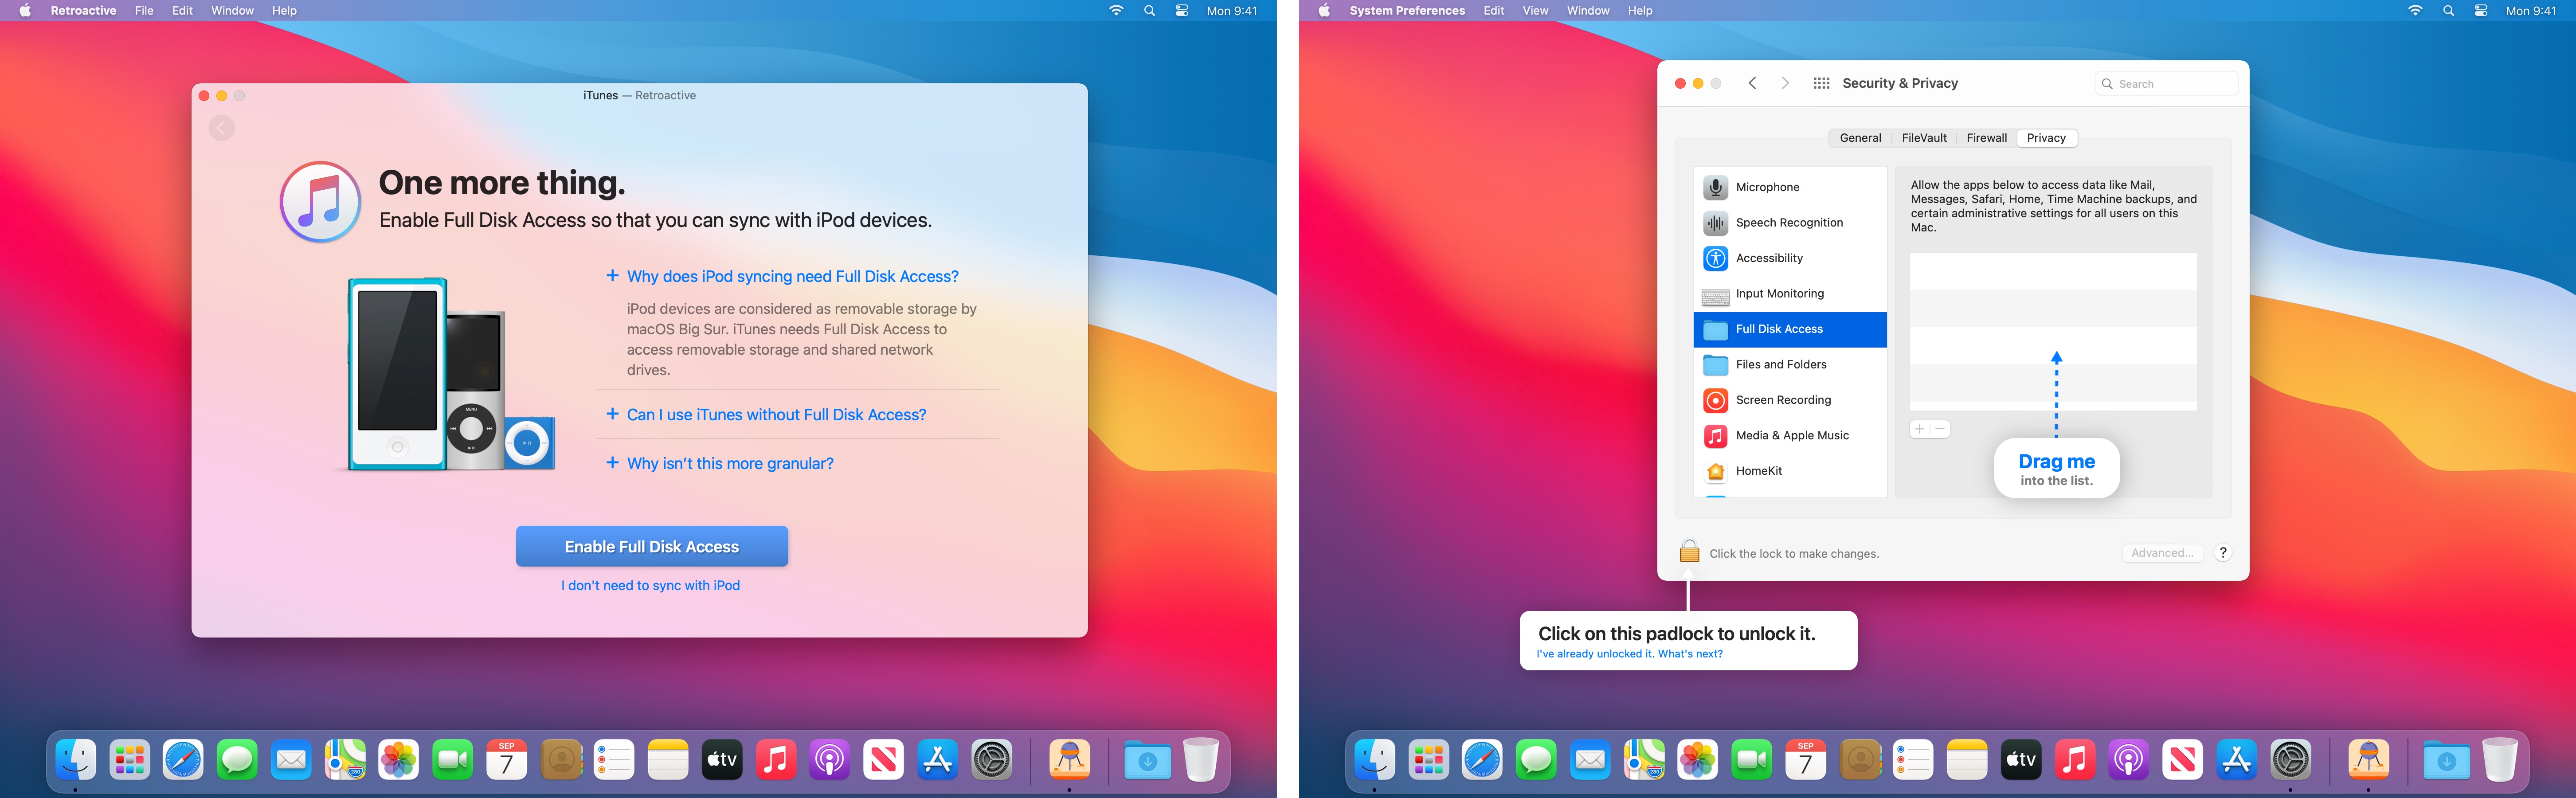 Retroactive File Edit Window Help Mon 9:41
iTunes — Retroactive
One more thing.
Enable Full Disk Access so that you can sync with iPod devices.
+ Why does iPod syncing need Full Disk Access?
iPod devices are considered as removable storage by
macOS Big Sur. iTunes needs Full Disk Access to
access removable storage and shared network
drives.
+ Can I use iTunes without Full Disk Access?
+ Why isn’t this more granular?
MENU
Enable Full Disk Access
I don't need to sync with iPod
SEP
7
280
tv
System Preferences Edit View Window Help Mon 9:41
Security & Privacy
Search
General FileVault Firewall Privacy
Microphone
Speech Recognition
Accessibility
Input Monitoring
Full Disk Access
Files and Folders
Screen Recording
Media & Apple Music
HomeKit
Allow the apps below to access data like Mail,
Messages, Safari, Home, Time Machine backups, and
certain administrative settings for all users on this
Mac.
+ −
Drag me
into the list.
Click the lock to make changes.
Advanced...
?
Click on this padlock to unlock it.
I've already unlocked it. What's next?
SEP
7
280
tv